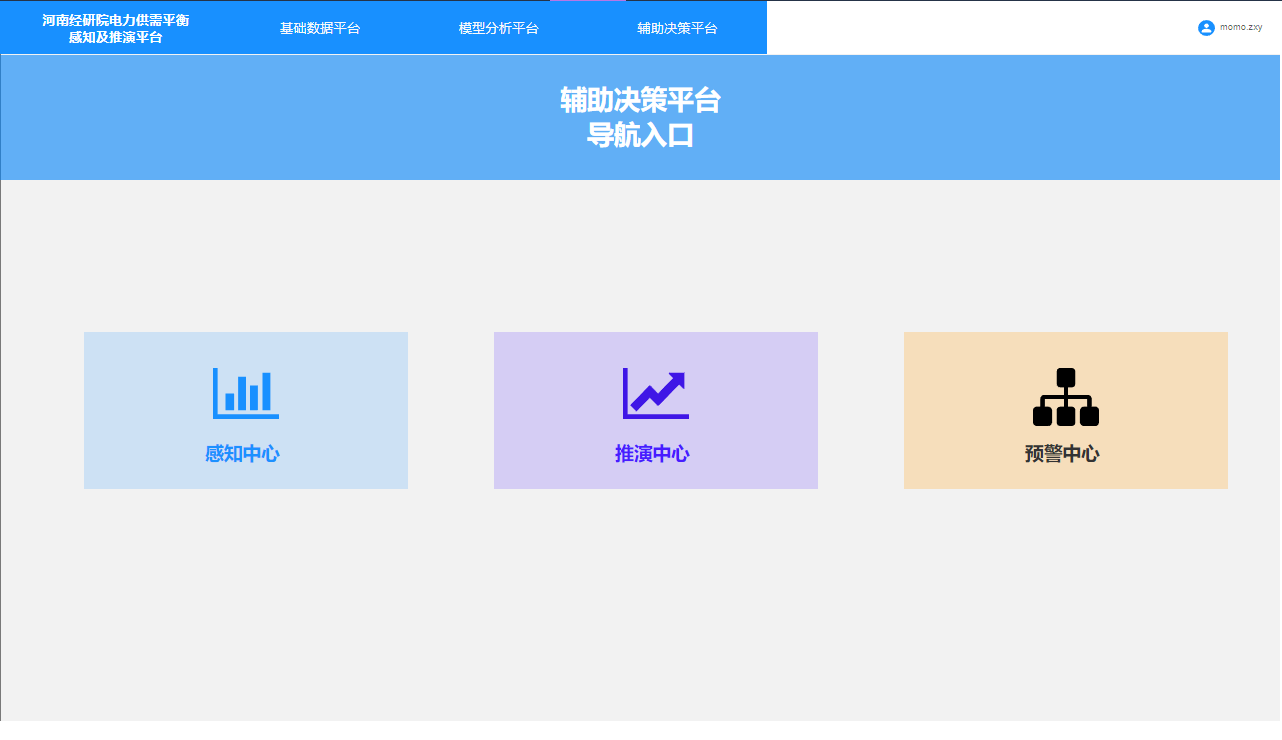 河南经研院电力供需平衡
感知及推演平台
基础数据平台
模型分析平台
辅助决策平台
momo.zxy
辅助决策平台
导航入口
感知中心
推演中心
预警中心